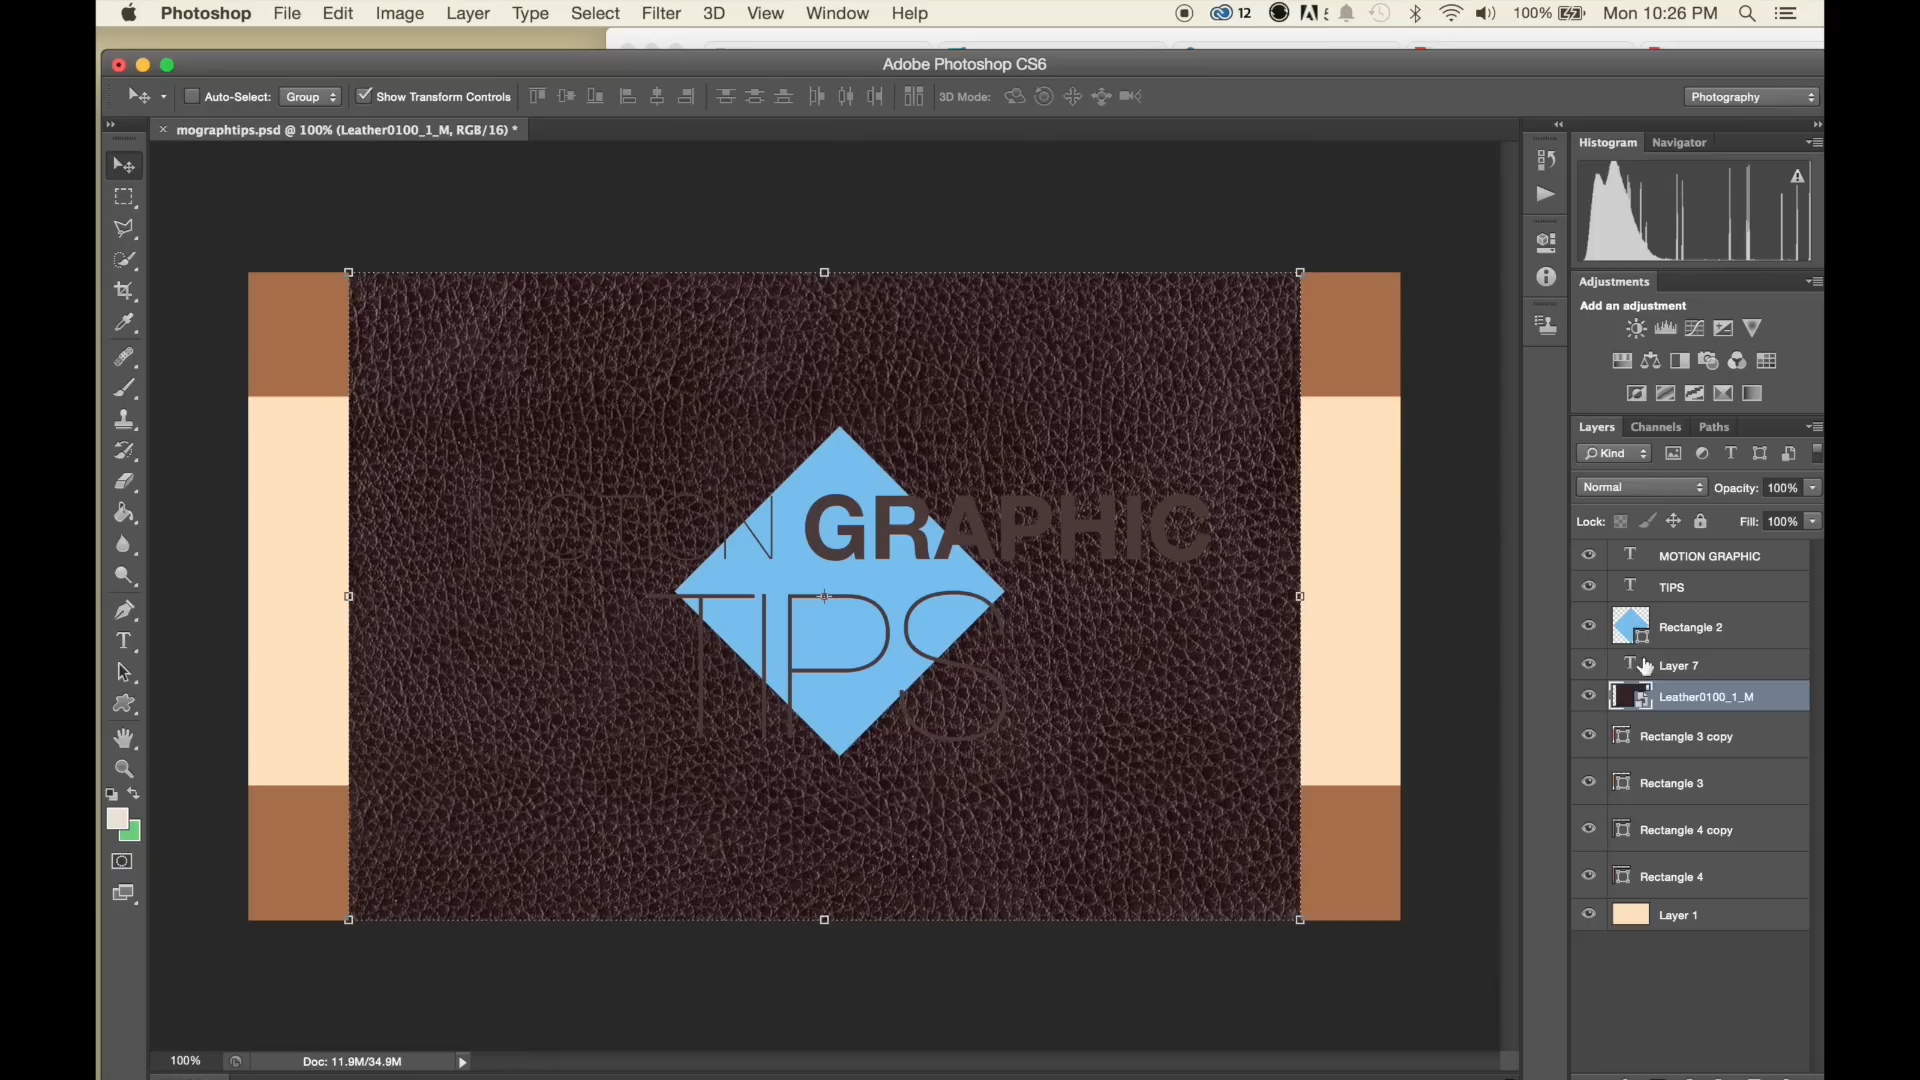 Photoshop File Edit Image Layer Type Select Filter 3D View Window Help 12 5 100% Mon 10:26 PM
Adobe Photoshop CS6
Auto-Select: Group Show Transform Controls 3D Mode: Photography
mographtips.psd @ 100% (Leather0100_1_M, RGB/16) *
Histogram Navigator
Adjustments
Add an adjustment
Layers Channels Paths
Kind T
Normal Opacity: 100%
Lock: Fill: 100%
T MOTION GRAPHIC
T TIPS
Rectangle 2
T Layer 7
Leather0100_1_M
Rectangle 3 copy
Rectangle 3
Rectangle 4 copy
Rectangle 4
Layer 1
MOTION GRAPHIC
TIPS
100% Doc: 11.9M/34.9M